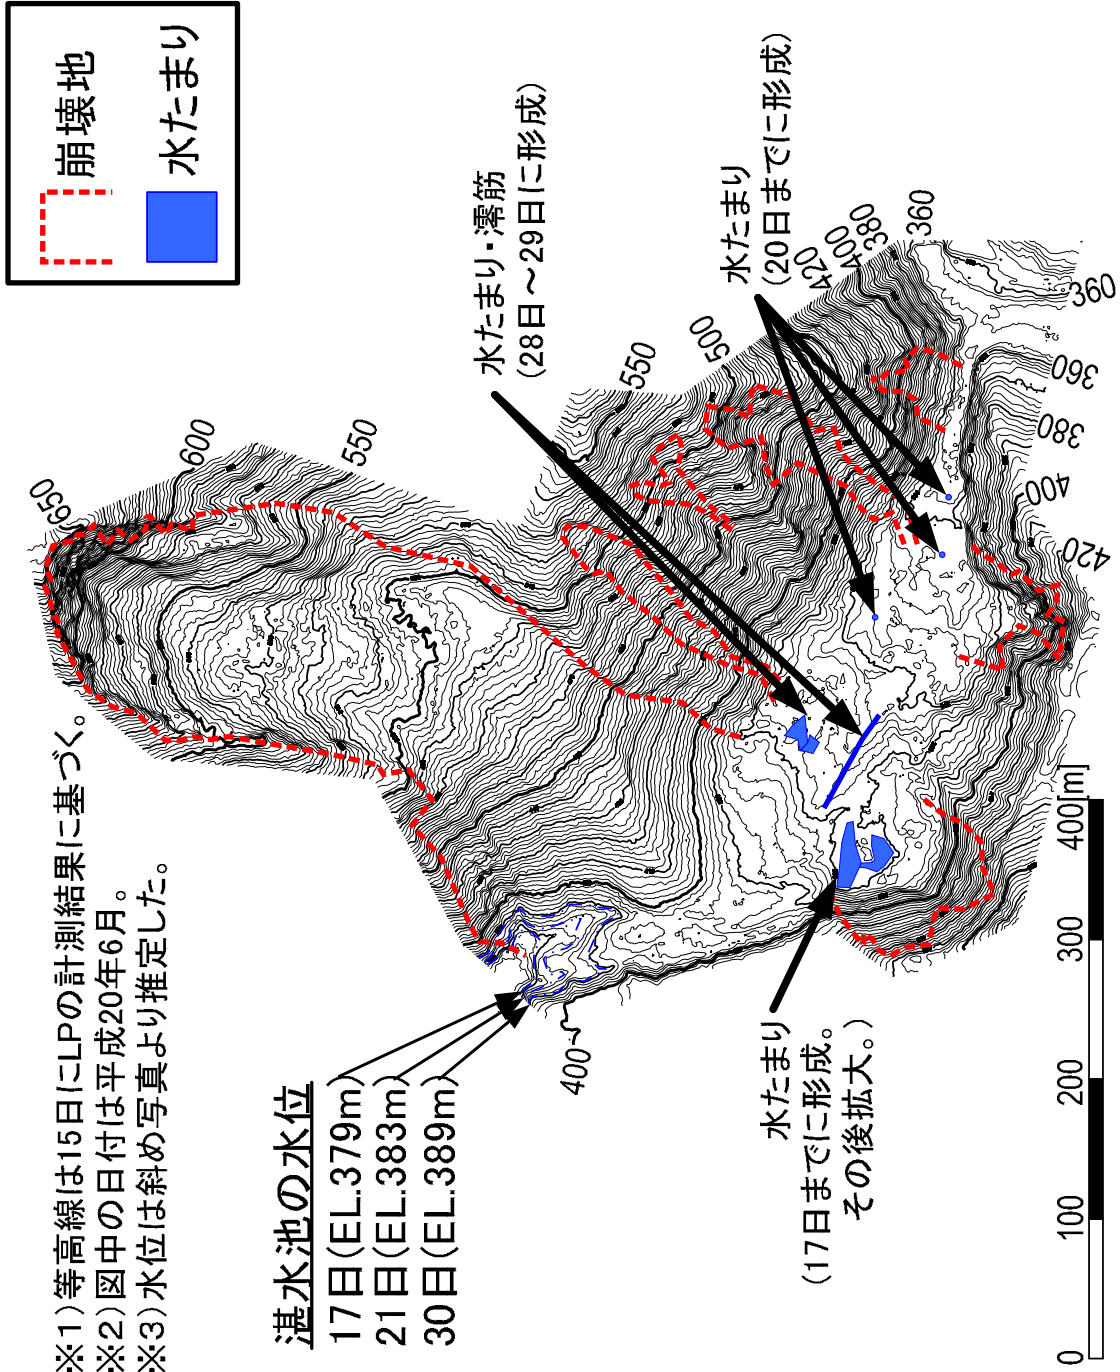 ※1)等高線は15日にLPの計測結果に基づく。
※2)図中の日付は平成20年6月。
※3)水位は斜め写真より推定した。
崩壊地
水たまり
湛水池の水位
17日(EL.379m)
21日(EL.383m)
30日(EL.389m)
水たまり・澪筋
(28日~29日に形成)
水たまり
(20日までに形成)
水たまり
(17日までに形成。
その後拡大。)
650
600
550
550
500
420
400
380
360
360
360
380
400
420
400
0
100
200
300
400[m]